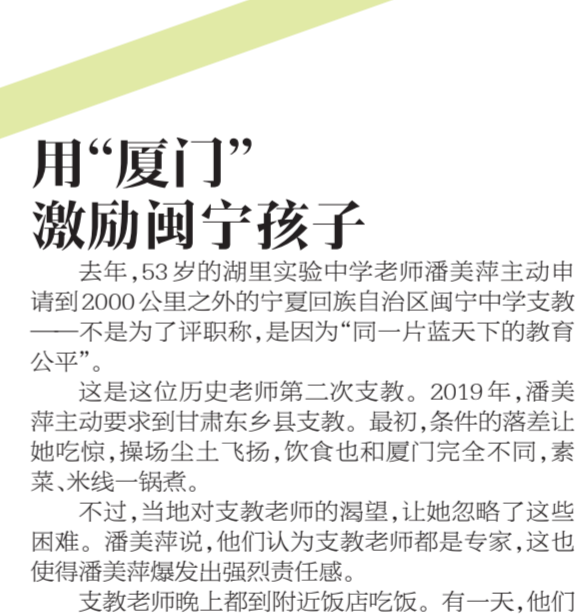 用“厦门”
激励闽宁孩子
去年,53岁的湖里实验中学老师潘美萍主动申
请到2000公里之外的宁夏回族自治区闽宁中学支教
——不是为了评职称,是因为“同一片蓝天下的教育
公平”。
这是这位历史老师第二次支教。2019年,潘美
萍主动要求到甘肃东乡县支教。最初,条件的落差让
她吃惊,操场尘土飞扬,饮食也和厦门完全不同,素
菜、米线一锅煮。
不过,当地对支教老师的渴望,让她忽略了这些
困难。潘美萍说,他们认为支教老师都是专家,这也
使得潘美萍爆发出强烈责任感。
支教老师晚上都到附近饭店吃饭。有一天,他们